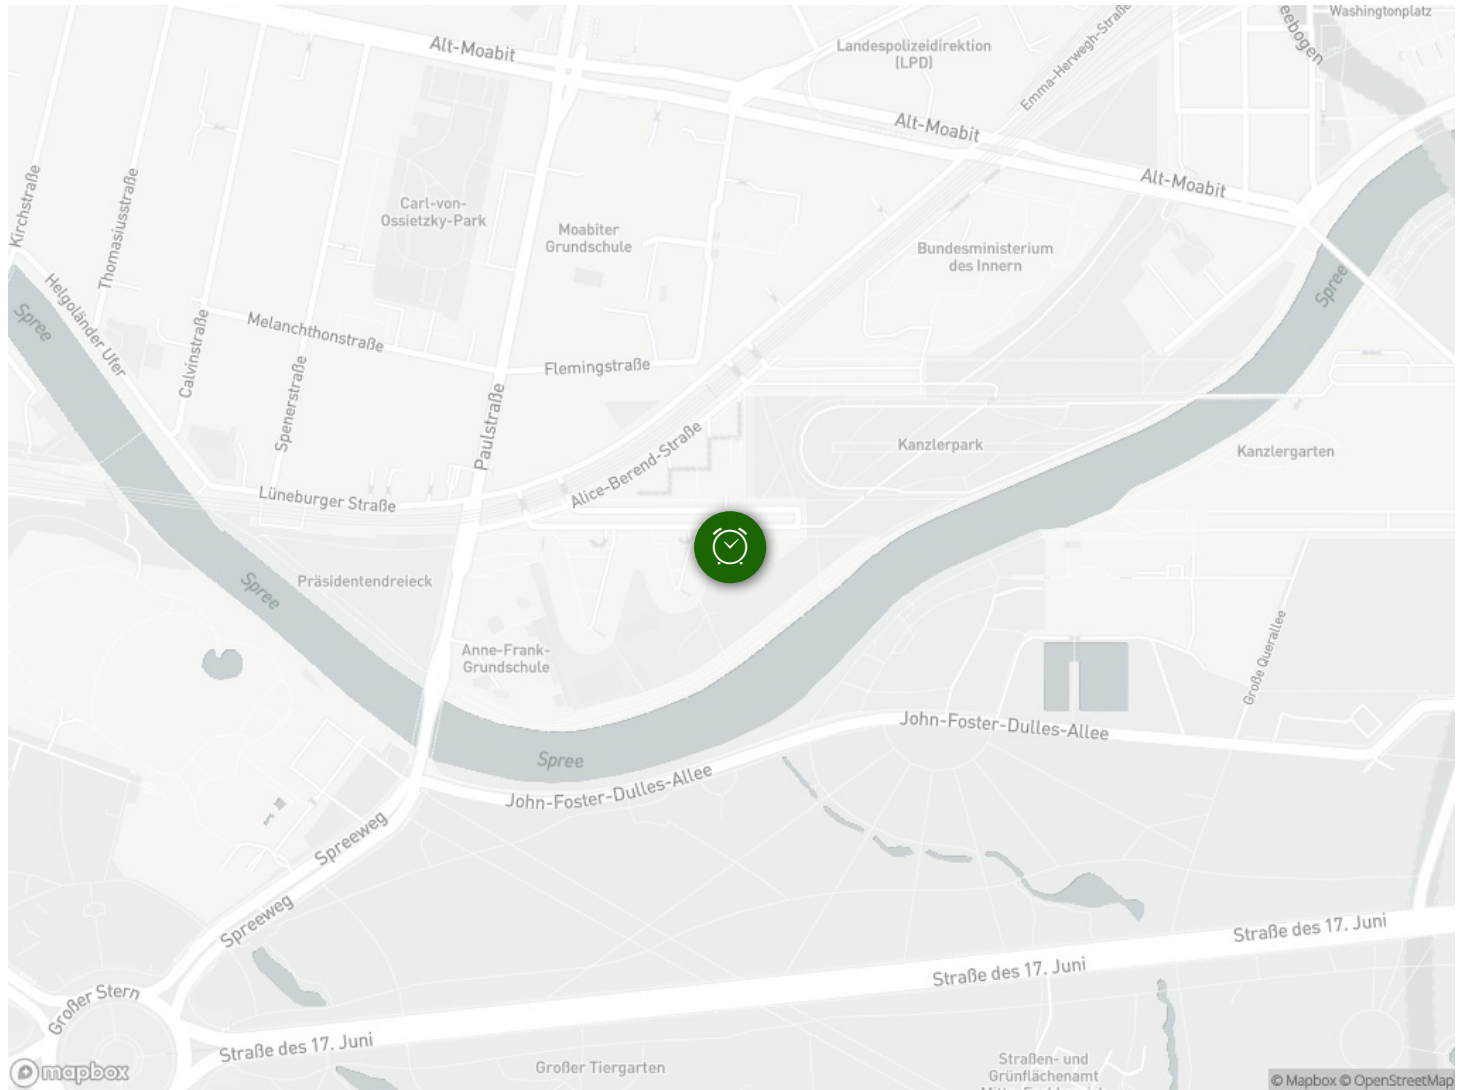 Washingtonplatz
eebogen
Alt-Moabit
Landespolizeidirektion
(LPD)
Emma-Herwegh-Straße
Alt-Moabit
Alt-Moabit
Kirchstraße
Thomasiusstraße
Carl-von-
Ossietzky-Park
Moabiter
Grundschule
Bundesministerium
des Innern
Spree
Spree
Helgoländer Ufer
Calvinstraße
Melanchthonstraße
Spenerstraße
Flemingstraße
Paulstraße
Alice-Berend-Straße
Kanzlerpark
Kanzlergarten
Lüneburger Straße
Spree
Präsidentendreieck
Anne-Frank-
Grundschule
Große Querallee
John-Foster-Dulles-Allee
Spree
John-Foster-Dulles-Allee
Spreeweg
Spreeweg
Straße des 17. Juni
Straße des 17. Juni
Großer Stern
Straße des 17. Juni
Großer Tiergarten
Straßen- und
Grünflächenamt
mapbox
© Mapbox © OpenStreetMap